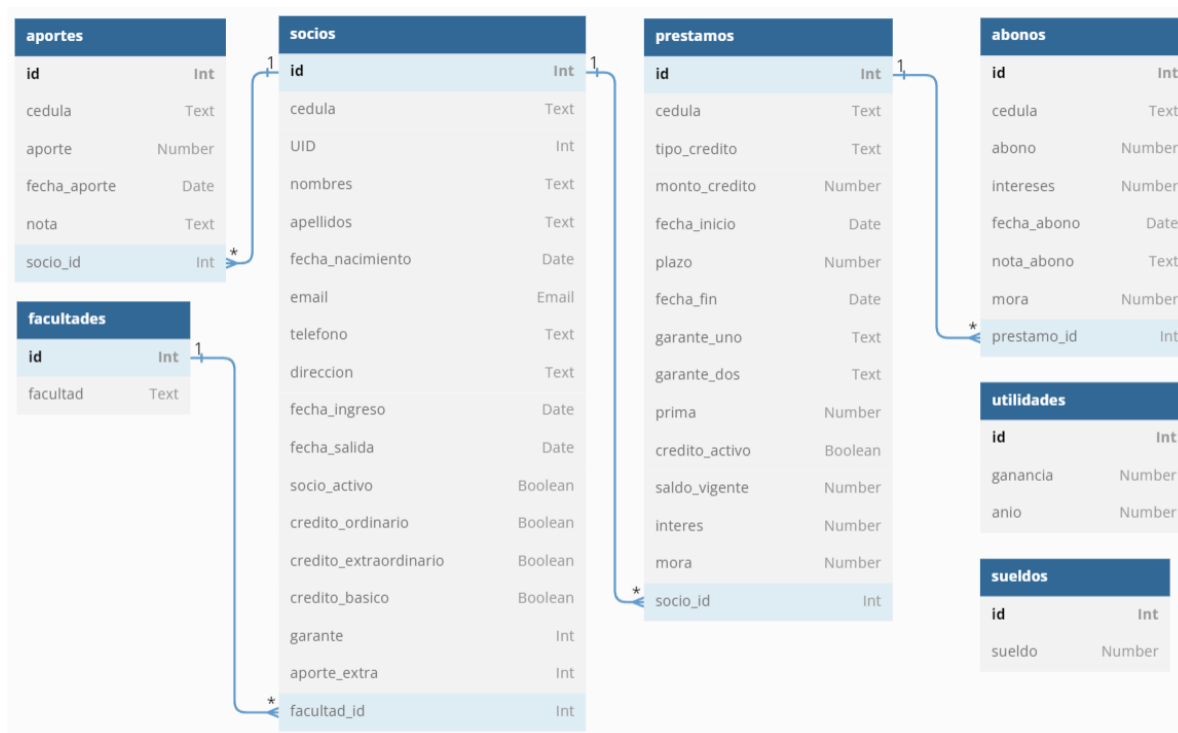 aportes
id Int
cedula Text
aporte Number
fecha_aporte Date
nota Text
socio_id Int
*
1
facultades
id Int
facultad Text
1
*
socios
id Int
cedula Text
UID Int
nombres Text
apellidos Text
fecha_nacimiento Date
email Email
telefono Text
direccion Text
fecha_ingreso Date
fecha_salida Date
socio_activo Boolean
credito_ordinario Boolean
credito_extraordinario Boolean
credito_basico Boolean
garante Int
aporte_extra Int
facultad_id Int
1
*
prestamos
id Int
cedula Text
tipo_credito Text
monto_credito Number
fecha_inicio Date
plazo Number
fecha_fin Date
garante_uno Text
garante_dos Text
prima Number
credito_activo Boolean
saldo_vigente Number
interes Number
mora Number
socio_id Int
1
*
abonos
id Int
cedula Text
abono Number
intereses Number
fecha_abono Date
nota_abono Text
mora Number
prestamo_id Int
utilidades
id Int
ganancia Number
anio Number
sueldos
id Int
sueldo Number